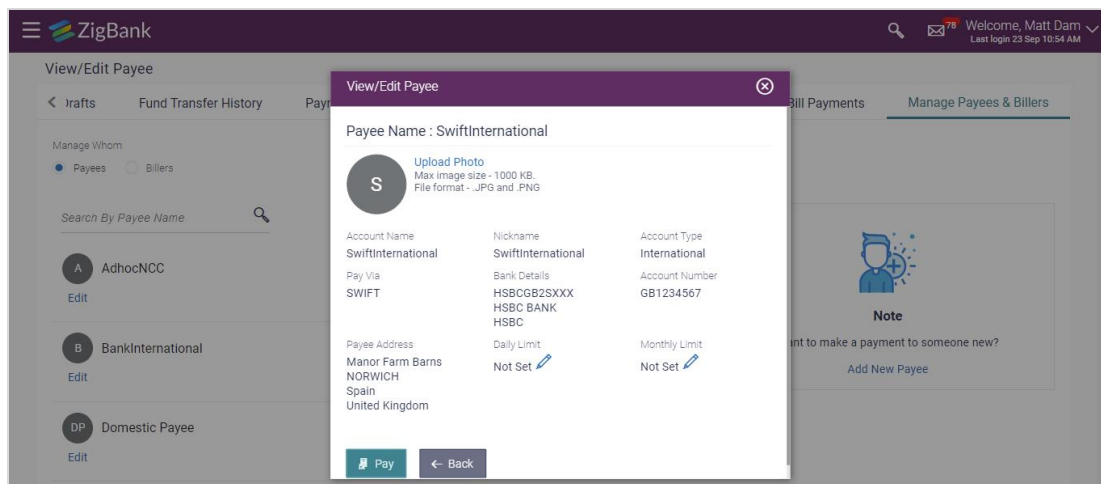 ZigBank
78
Welcome, Matt Dam
Last login 23 Sep 10:54 AM
View/Edit Payee
Fund Transfer History
Bill Payments
Manage Payees & Billers
Manage Whom
Payees
Billers
Search By Payee Name
A
AdhocNCC
Edit
B
BankInternational
Edit
DP
Domestic Payee
Edit
View/Edit Payee
Payee Name : SwiftInternational
S
Upload Photo
Max image size - 1000 KB.
File format - .JPG and .PNG
Account Name
Nickname
Account Type
SwiftInternational
SwiftInternational
International
Pay Via
Bank Details
Account Number
SWIFT
HSBCGB2SXXX
GB1234567
HSBC BANK
HSBC
Payee Address
Daily Limit
Monthly Limit
Manor Farm Barns
Not Set
Not Set
NORWICH
Spain
United Kingdom
Pay
← Back
Note
to make a payment to someone new?
Add New Payee